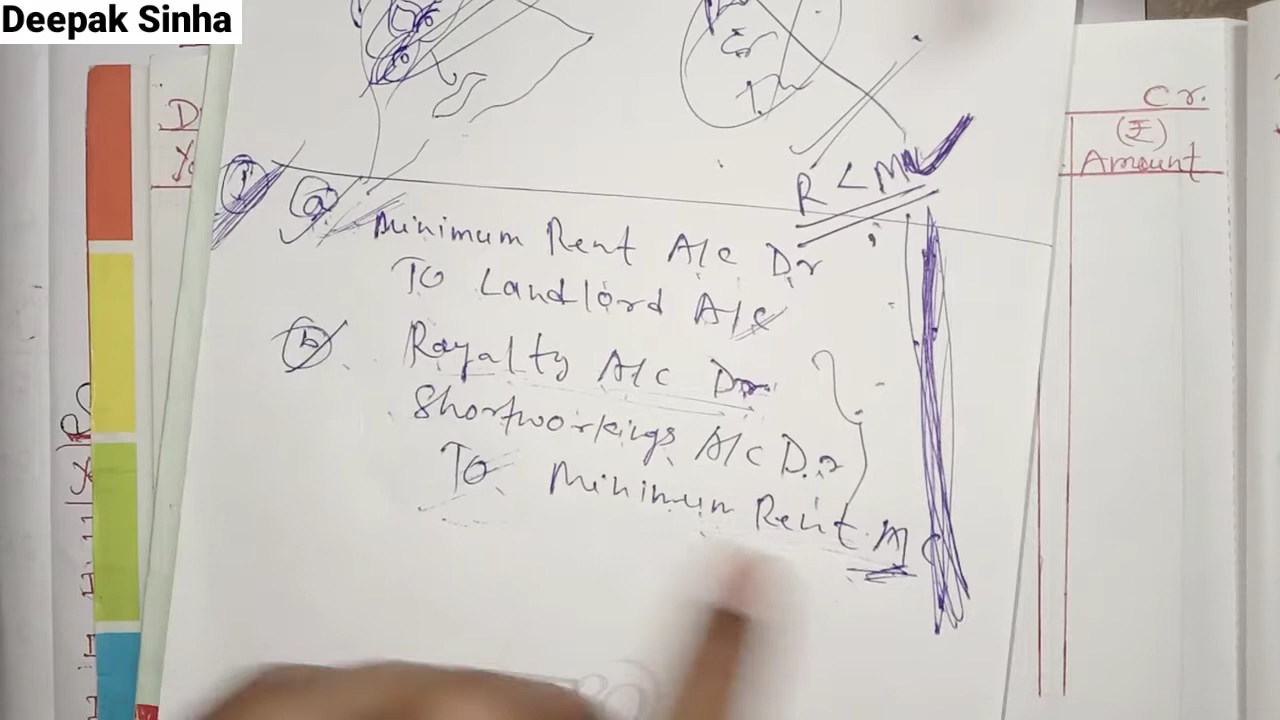 Deepak Sinha
Cr.
(₹)
Amount
R < M
(a) Minimum Rent A/c Dr
To Landlord A/c
(b) Royalty A/c Dr
Shortworkings A/c Dr
To Minimum Rent A/c